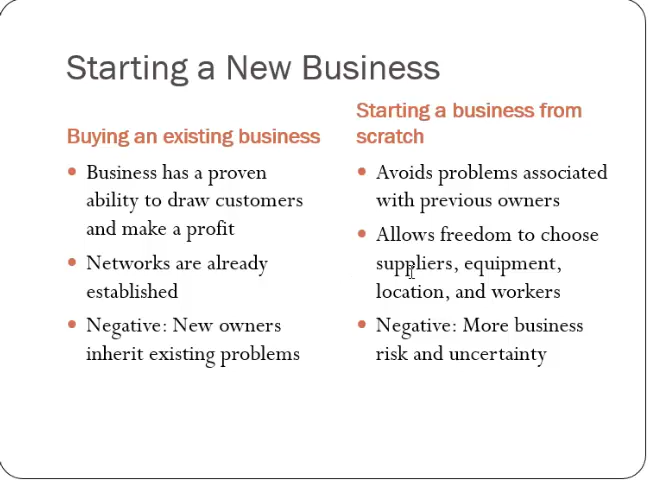 Starting a New Business
Buying an existing business
• Business has a proven
ability to draw customers
and make a profit
• Networks are already
established
• Negative: New owners
inherit existing problems
Starting a business from
scratch
• Avoids problems associated
with previous owners
• Allows freedom to choose
suppliers, equipment,
location, and workers
• Negative: More business
risk and uncertainty